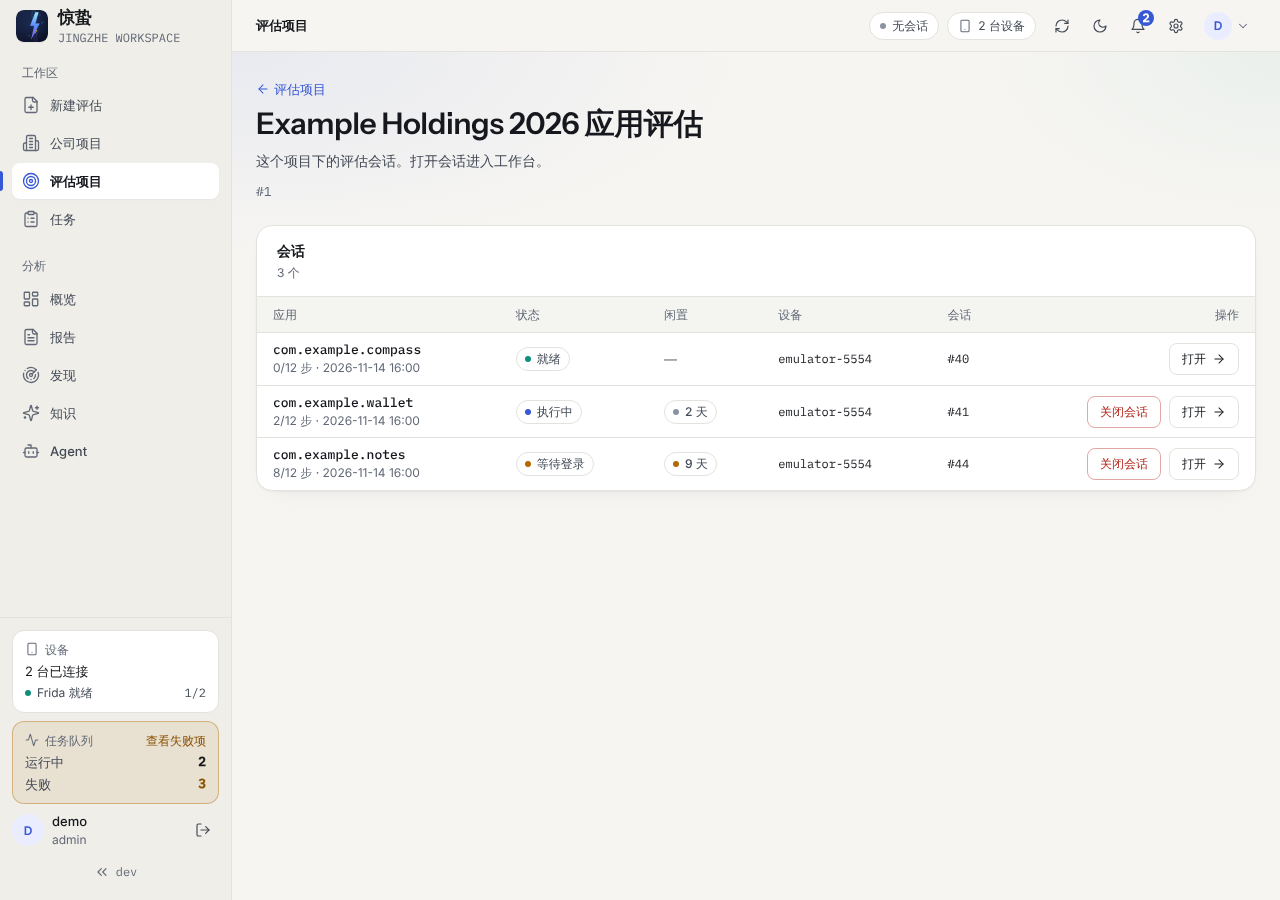 惊蛰
JINGZHE WORKSPACE
工作区
新建评估
公司项目
评估项目
任务
分析
概览
报告
发现
知识
Agent
设备
2 台已连接
Frida 就绪 1/2
任务队列 查看失败项
运行中 2
失败 3
D demo
admin
dev
评估项目 无会话 2 台设备 2 D
评估项目
Example Holdings 2026 应用评估
这个项目下的评估会话。打开会话进入工作台。
#1
会话
3 个
应用 状态 闲置 设备 会话 操作
com.example.compass 就绪 — emulator-5554 #40 打开
0/12 步 · 2026-11-14 16:00
com.example.wallet 执行中 2 天 emulator-5554 #41 关闭会话 打开
2/12 步 · 2026-11-14 16:00
com.example.notes 等待登录 9 天 emulator-5554 #44 关闭会话 打开
8/12 步 · 2026-11-14 16:00